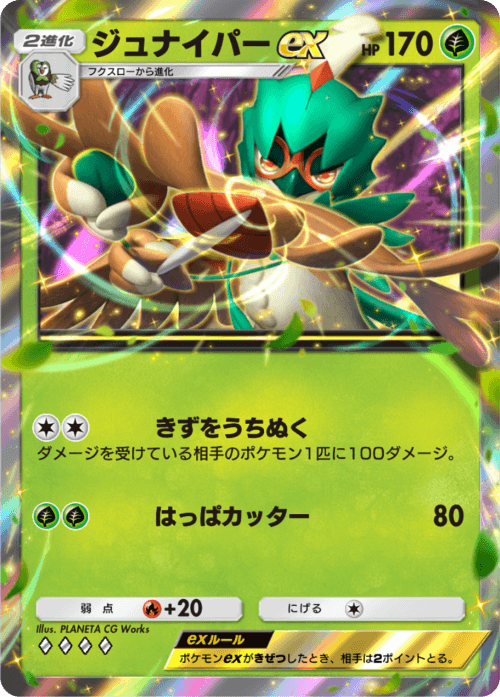 2進化 ジュナイパーex HP170
フクスローから進化
きずをうちぬく
ダメージを受けている相手のポケモン1匹に100ダメージ。
はっぱカッター 80
弱点 +20 にげる
Illus. PLANETA CG Works
exルール
ポケモンexがきぜつしたとき、相手は2ポイントとる。